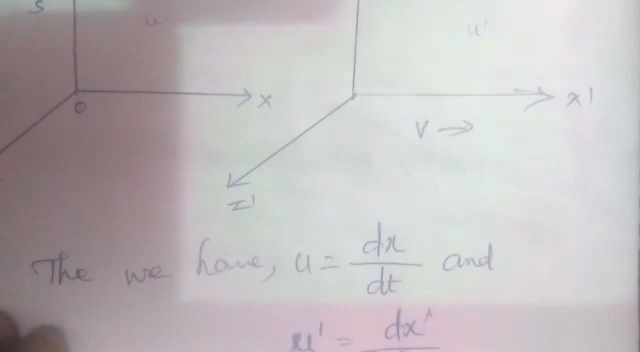 S u u'
O x x'
v →
z'
The we have, u = dx/dt and
u' = dx'